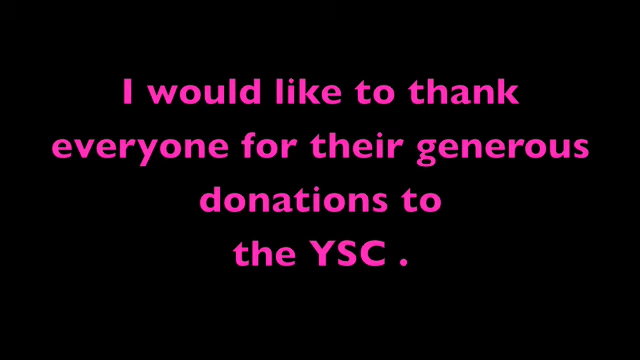 I would like to thank
everyone for their generous
donations to
the YSC .